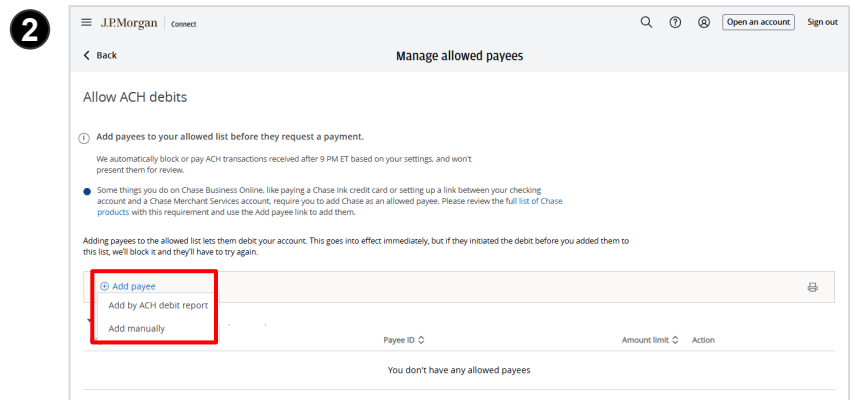 2
J.P.Morgan | Connect
Open an account Sign out
Back
Manage allowed payees
Allow ACH debits
Add payees to your allowed list before they request a payment.
We automatically block or pay ACH transactions received after 9 PM ET based on your settings, and won't
present them for review.
Some things you do on Chase Business Online, like paying a Chase Ink credit card or setting up a link between your checking
account and a Chase Merchant Services account, require you to add Chase as an allowed payee. Please review the full list of Chase
products with this requirement and use the Add payee link to add them.
Adding payees to the allowed list lets them debit your account. This goes into effect immediately, but if they initiated the debit before you added them to
this list, we'll block it and they'll have to try again.
Add payee
Add by ACH debit report
Add manually
Payee ID Amount limit Action
You don't have any allowed payees